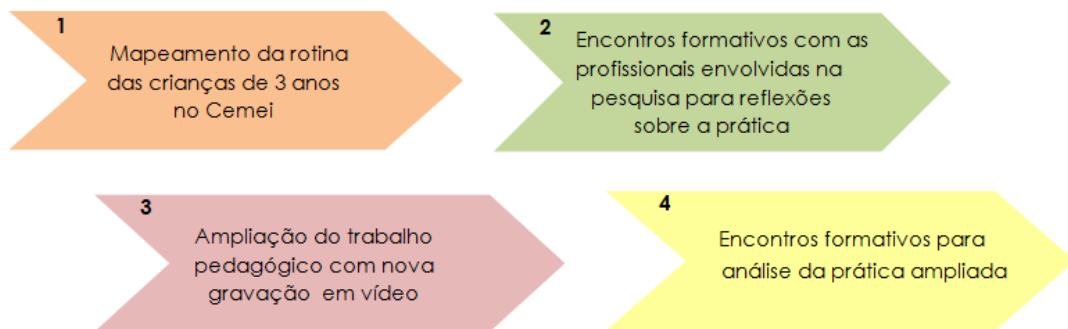 1
Mapeamento da rotina
das crianças de 3 anos
no Cemei
2
Encontros formativos com as
profissionais envolvidas na
pesquisa para reflexões
sobre a prática
3
Ampliação do trabalho
pedagógico com nova
gravação em vídeo
4
Encontros formativos para
análise da prática ampliada